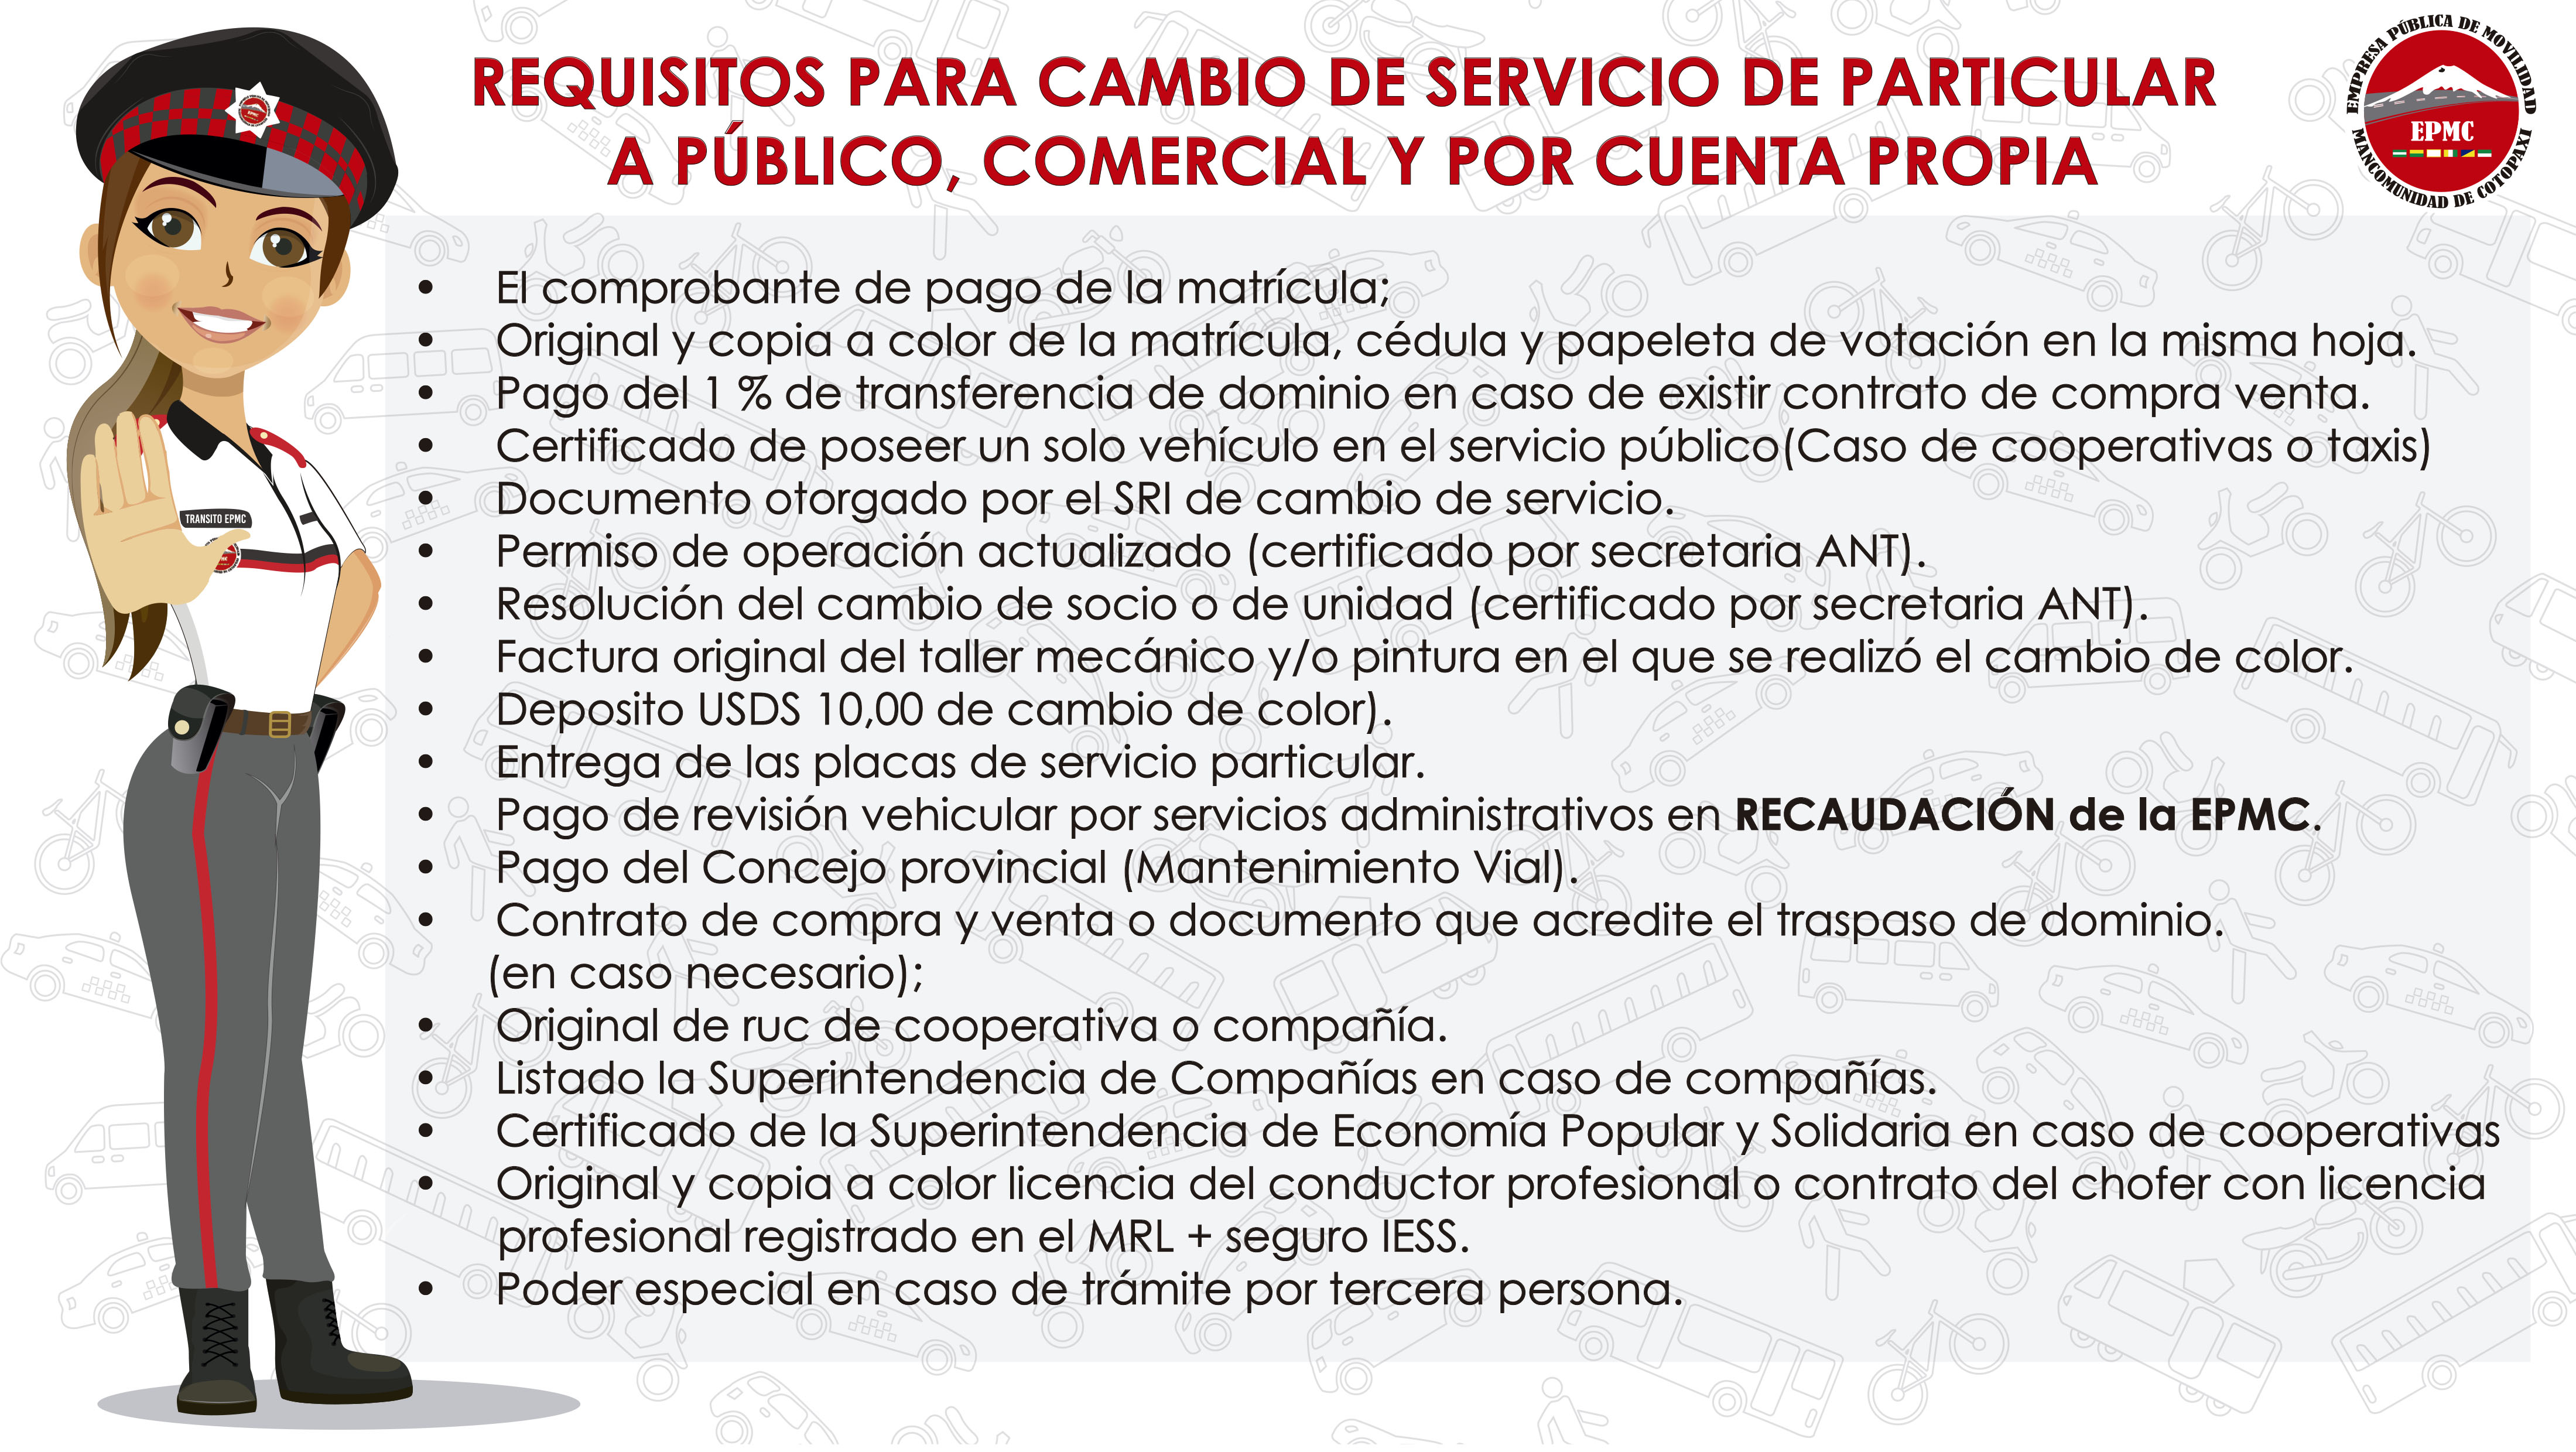 REQUISITOS PARA CAMBIO DE SERVICIO DE PARTICULAR
A PÚBLICO, COMERCIAL Y POR CUENTA PROPIA
EMPRESA PÚBLICA DE MOVILIDAD
EPMC
MANCOMUNIDAD DE COTOPAXI
• El comprobante de pago de la matrícula;
• Original y copia a color de la matrícula, cédula y papeleta de votación en la misma hoja.
• Pago del 1 % de transferencia de dominio en caso de existir contrato de compra venta.
• Certificado de poseer un solo vehículo en el servicio público(Caso de cooperativas o taxis)
• Documento otorgado por el SRI de cambio de servicio.
• Permiso de operación actualizado (certificado por secretaria ANT).
• Resolución del cambio de socio o de unidad (certificado por secretaria ANT).
• Factura original del taller mecánico y/o pintura en el que se realizó el cambio de color.
• Deposito USDS 10,00 de cambio de color).
• Entrega de las placas de servicio particular.
• Pago de revisión vehicular por servicios administrativos en RECAUDACIÓN de la EPMC.
• Pago del Concejo provincial (Mantenimiento Vial).
• Contrato de compra y venta o documento que acredite el traspaso de dominio.
(en caso necesario);
• Original de ruc de cooperativa o compañía.
• Listado la Superintendencia de Compañías en caso de compañías.
• Certificado de la Superintendencia de Economía Popular y Solidaria en caso de cooperativas
• Original y copia a color licencia del conductor profesional o contrato del chofer con licencia
profesional registrado en el MRL + seguro IESS.
• Poder especial en caso de trámite por tercera persona.
TRANSITO EPMC